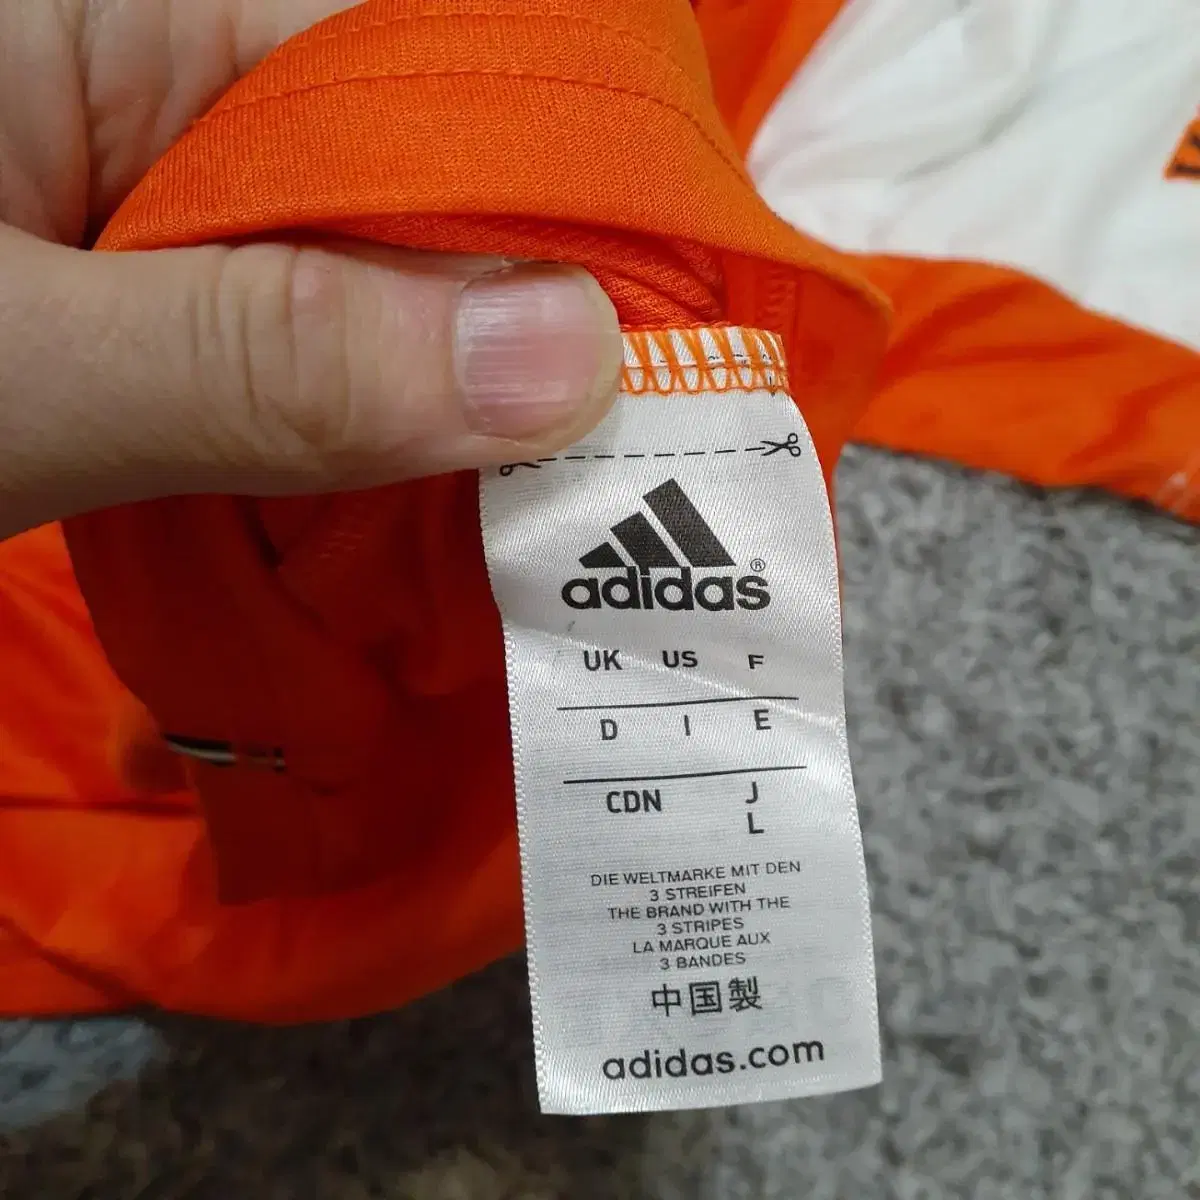 adidas®
UK US F
D I E
CDN J
L
DIE WELTMARKE MIT DEN
3 STREIFEN
THE BRAND WITH THE
3 STRIPES
LA MARQUE AUX
3 BANDES
中国製
adidas.com